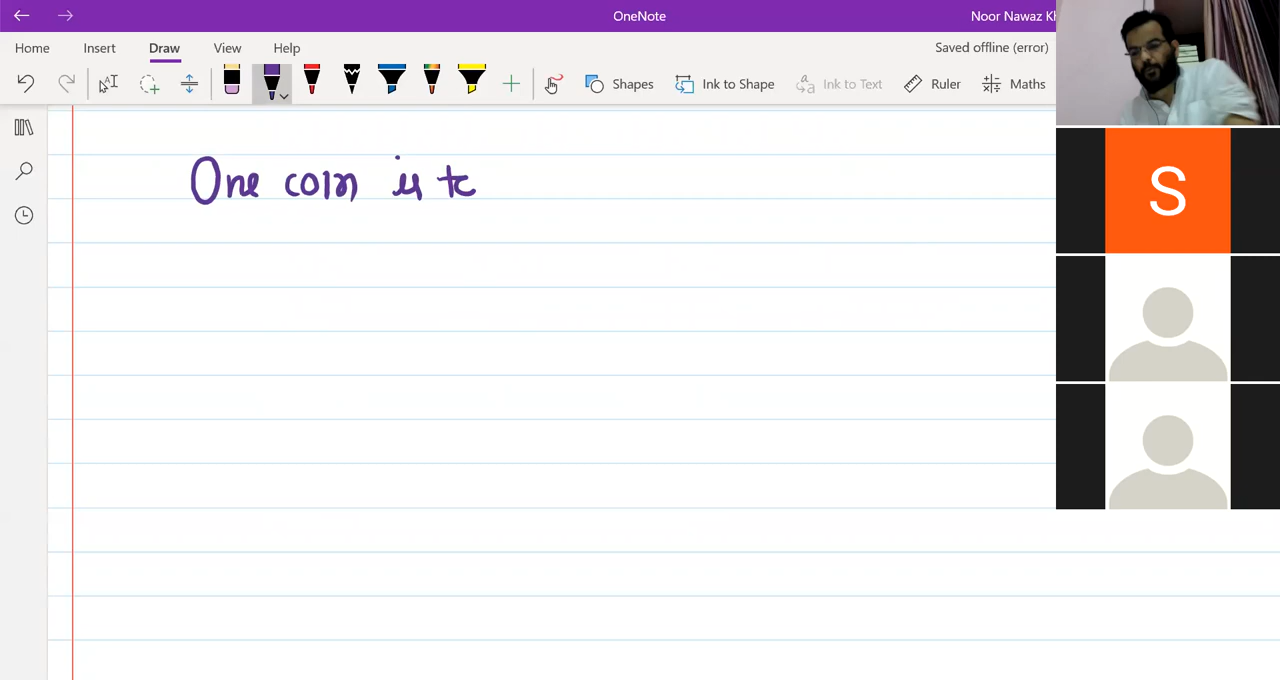 OneNote
Noor Nawaz Kh
Home Insert Draw View Help
Saved offline (error)
Shapes Ink to Shape Ink to Text Ruler Maths
One coin is to
S